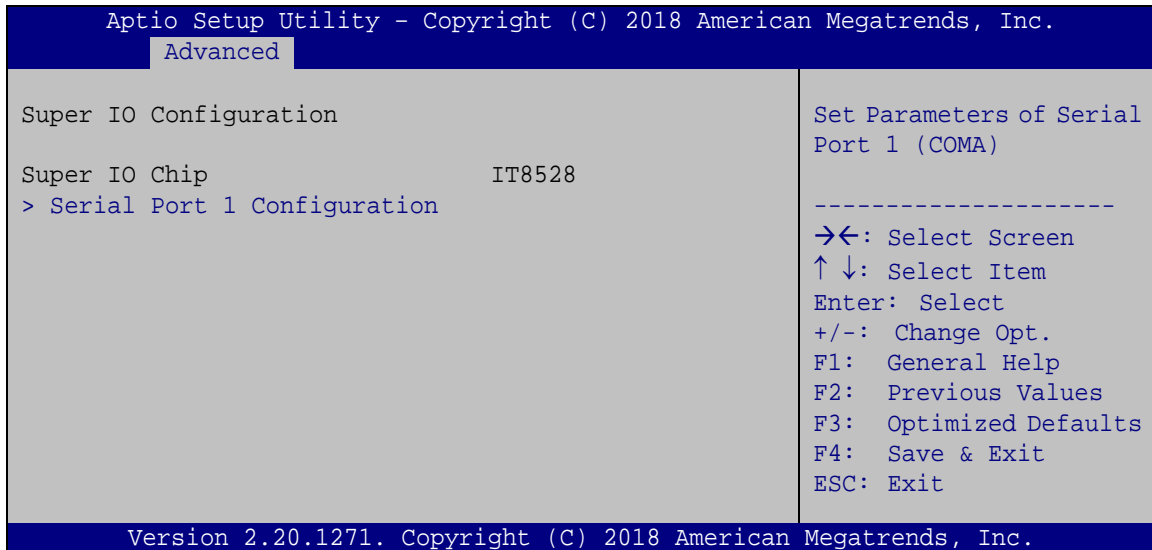 Aptio Setup Utility – Copyright (C) 2018 American Megatrends, Inc.
Advanced
Super IO Configuration
Super IO Chip IT8528
> Serial Port 1 Configuration
Set Parameters of Serial
Port 1 (COMA)
---------------------
→←: Select Screen
↑ ↓: Select Item
Enter: Select
+/-: Change Opt.
F1: General Help
F2: Previous Values
F3: Optimized Defaults
F4: Save & Exit
ESC: Exit
Version 2.20.1271. Copyright (C) 2018 American Megatrends, Inc.